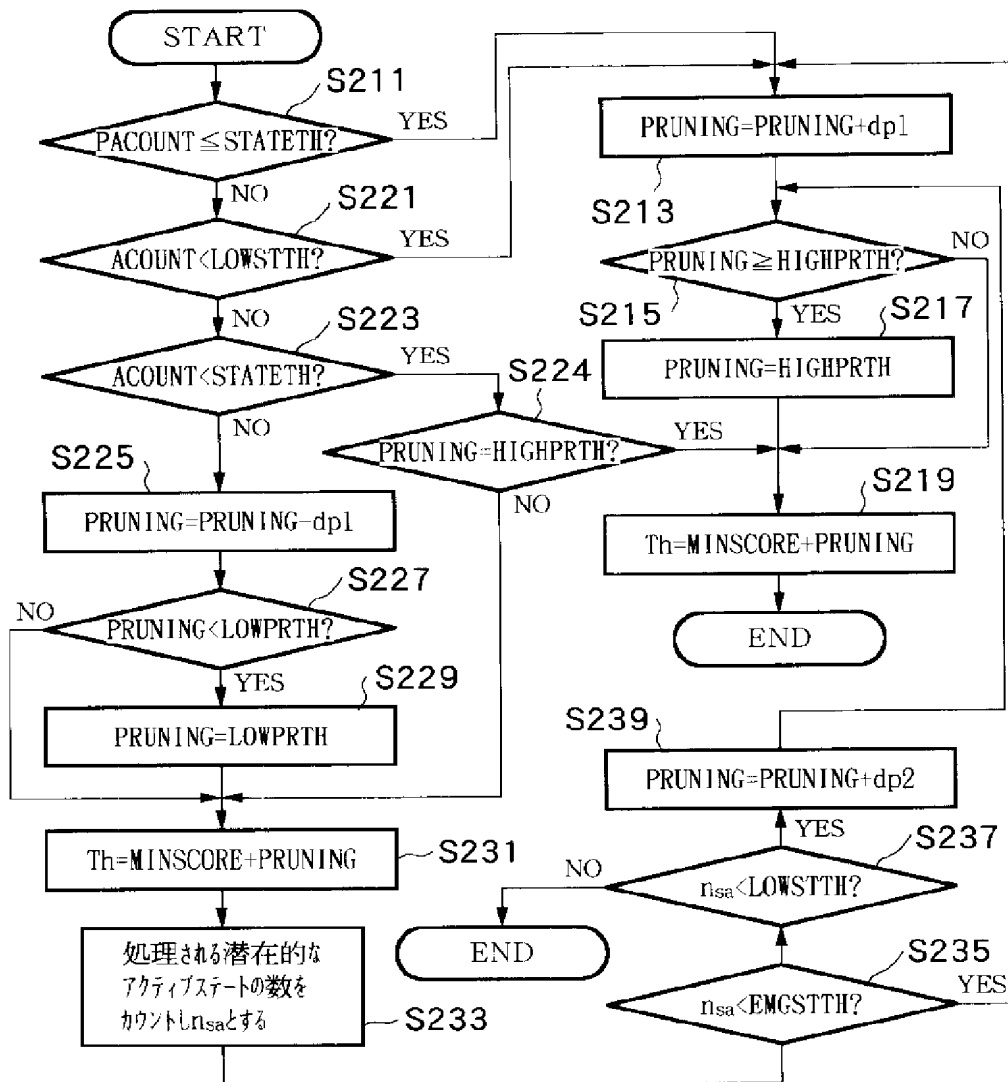 START
S211
PACOUNT≦STATETH?
YES
NO
S221
ACOUNT<LOWSTTH?
YES
NO
S223
ACOUNT<STATETH?
YES
NO
S224
PRUNING=HIGHPRTH?
YES
NO
S225
PRUNING=PRUNING−dp1
S227
NO
PRUNING<LOWPRTH?
YES
S229
PRUNING=LOWPRTH
Th=MINSCORE+PRUNING
S231
処理される潜在的な
アクティブステートの数を
カウントしnsaとする
S233
PRUNING=PRUNING+dp1
S213
PRUNING≧HIGHPRTH?
NO
S215
YES
S217
PRUNING=HIGHPRTH
S219
Th=MINSCORE+PRUNING
END
S239
PRUNING=PRUNING+dp2
YES
S237
NO
nsa<LOWSTTH?
END
S235
nsa<EMGSTTH?
YES